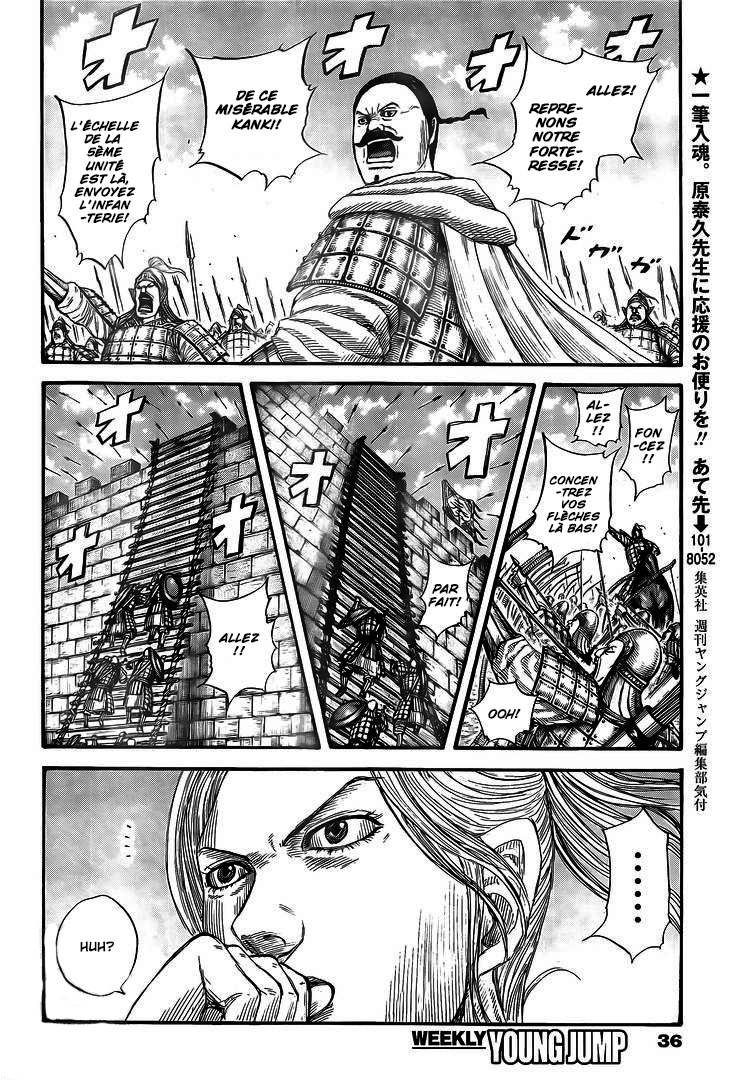 ALLEZ!
REPRE-
NONS
NOTRE
FORTE-
RESSE!
DE CE
MISÉRABLE
KANKI!!
L'ÉCHELLE
DE LA
5ÈME
UNITÉ
EST LÀ,
ENVOYEZ
L'INFAN
-TERIE!
オ
オ
オ
ドガガ
FON
-CEZ!!
AL-
LEZ
!!
CONCEN
-TREZ
VOS
FLÈCHES
LÀ BAS!
OOH!
オ
オ
PAR
FAIT!
オ
オ
ALLEZ
!!
......
...
HUH?
★一筆入魂。原泰久先生に応援のお便りを!! あて先➡101-8052 集英社 週刊ヤングジャンプ編集部気付
WEEKLY YOUNG JUMP 36